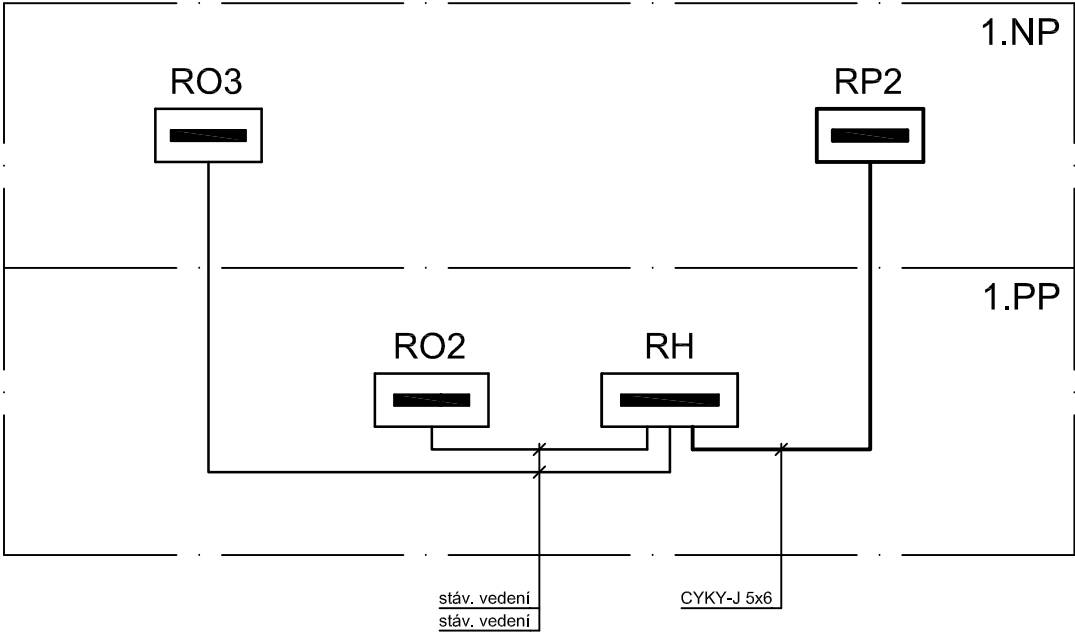 1.NP
RO3
RP2
1.PP
RO2
RH
stáv. vedení
stáv. vedení
CYKY-J 5x6